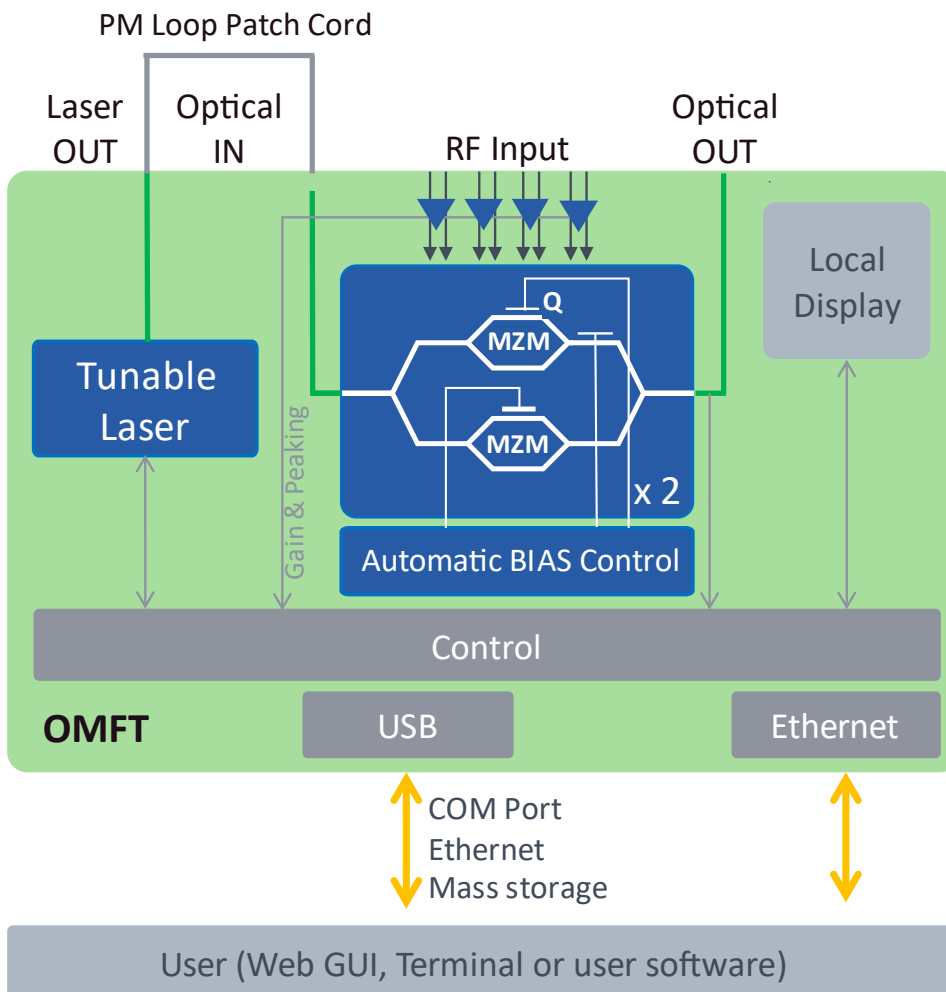 PM Loop Patch Cord
Laser
OUT
Optical
IN
RF Input
Optical
OUT
Local
Display
Q
MZM
Tunable
Laser
MZM
x 2
Gain & Peaking
Automatic BIAS Control
Control
OMFT
USB
Ethernet
COM Port
Ethernet
Mass storage
User (Web GUI, Terminal or user software)